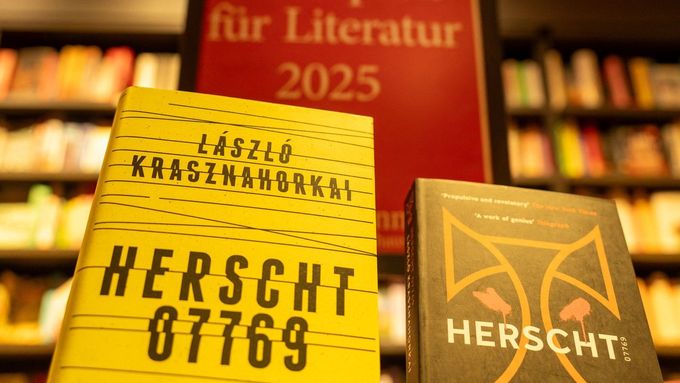 für Literatur
2025
LÁSZLÓ
KRASZNAHORKAI
HERSCHT
07769
'Propulsive and revelatory'
'A work of genius'
HERSCHT
07769